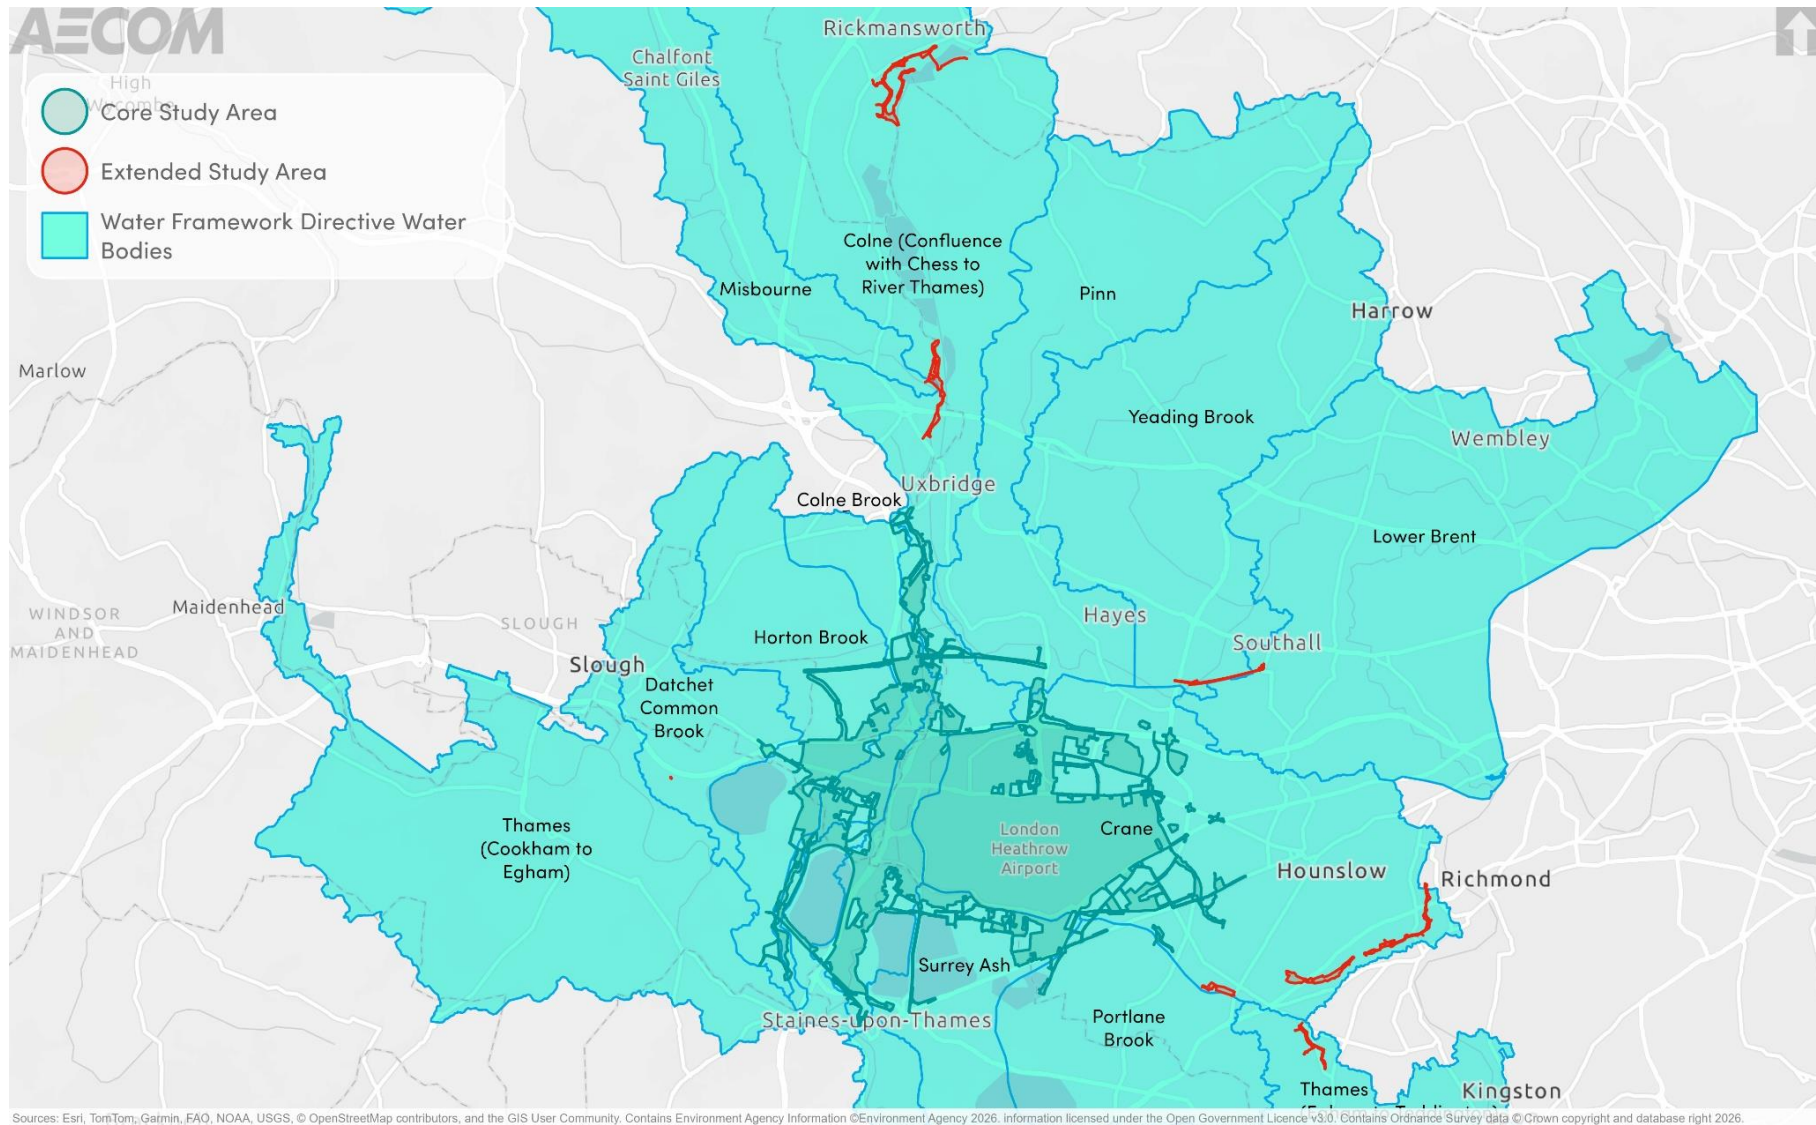 AECOM
High
Wycombe
Core Study Area
Extended Study Area
Water Framework Directive Water
Bodies
Rickmansworth
Chalfont
Saint Giles
Colne (Confluence
with Chess to
River Thames)
Misbourne
Pinn
Harrow
Marlow
Yeading Brook
Wembley
Uxbridge
Colne Brook
Lower Brent
Maidenhead
WINDSOR
AND
MAIDENHEAD
SLOUGH
Hayes
Horton Brook
Southall
Slough
Datchet
Common
Brook
Thames
(Cookham to
Egham)
London
Heathrow
Airport
Crane
Hounslow
Richmond
Surrey Ash
Staines-upon-Thames
Portlane
Brook
Thames
(Egham to Teddington)
Kingston
Sources: Esri, TomTom, Garmin, FAO, NOAA, USGS, © OpenStreetMap contributors, and the GIS User Community. Contains Environment Agency Information ©Environment Agency 2026. information licensed under the Open Government Licence v3.0. Contains Ordnance Survey data © Crown copyright and database right 2026.